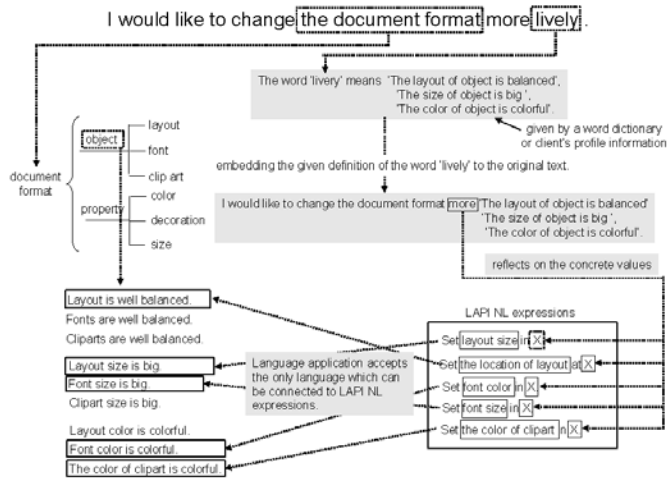 I would like to change the document format more lively .
The word 'livery' means 'The layout of object is balanced',
'The size of object is big ',
'The color of object is colorful'.
given by a word dictionary
or client's profile information
object
layout
font
clip art
document
format
property
color
decoration
size
embedding the given definition of the word 'lively' to the original text.
I would like to change the document format more 'The layout of object is balanced'
'The size of object is big ',
'The color of object is colorful'.
reflects on the concrete values
Layout is well balanced.
Fonts are well balanced.
Cliparts are well balanced.
Layout size is big.
Font size is big.
Clipart size is big.
Layout color is colorful.
Font color is colorful.
The color of clipart is colorful.
Language application accepts
the only language which can
be connected to LAPI NL
expressions.
LAPI NL expressions
Set layout size in X
Set the location of layout at X
Set font color in X
Set font size in X
Set the color of clipart in X